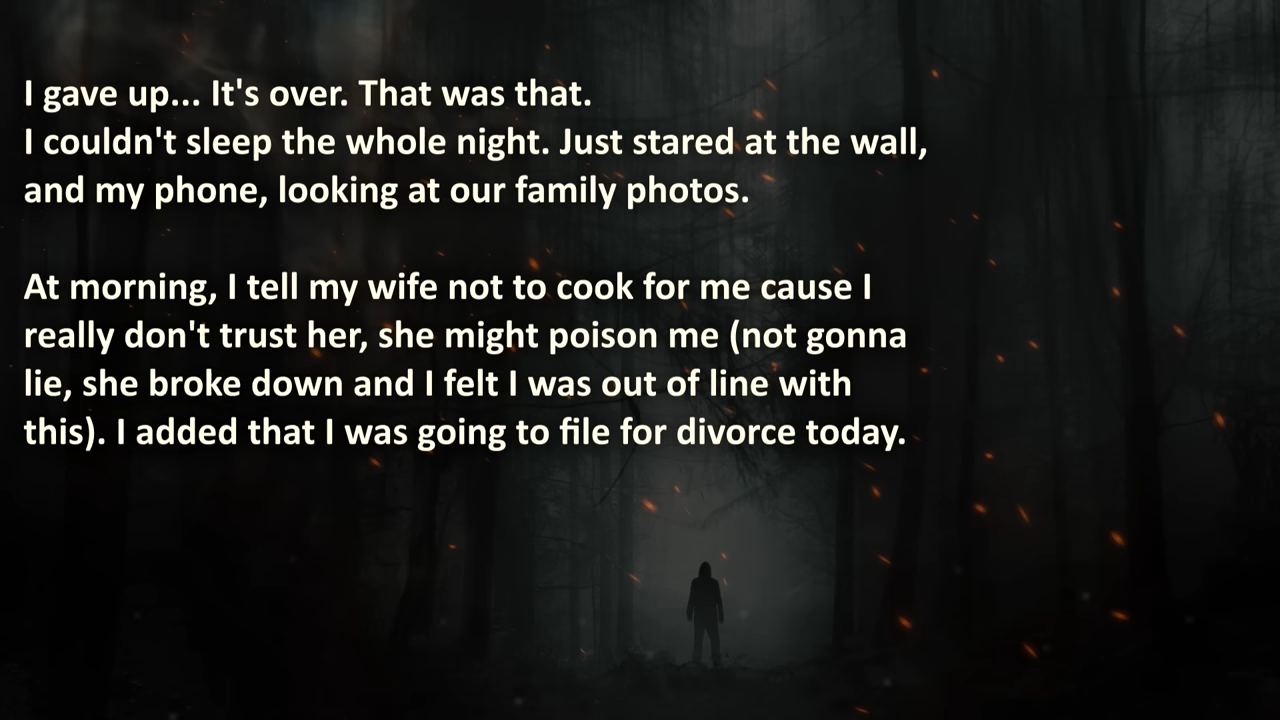 I gave up... It's over. That was that.
I couldn't sleep the whole night. Just stared at the wall,
and my phone, looking at our family photos.
At morning, I tell my wife not to cook for me cause I
really don't trust her, she might poison me (not gonna
lie, she broke down and I felt I was out of line with
this). I added that I was going to file for divorce today.